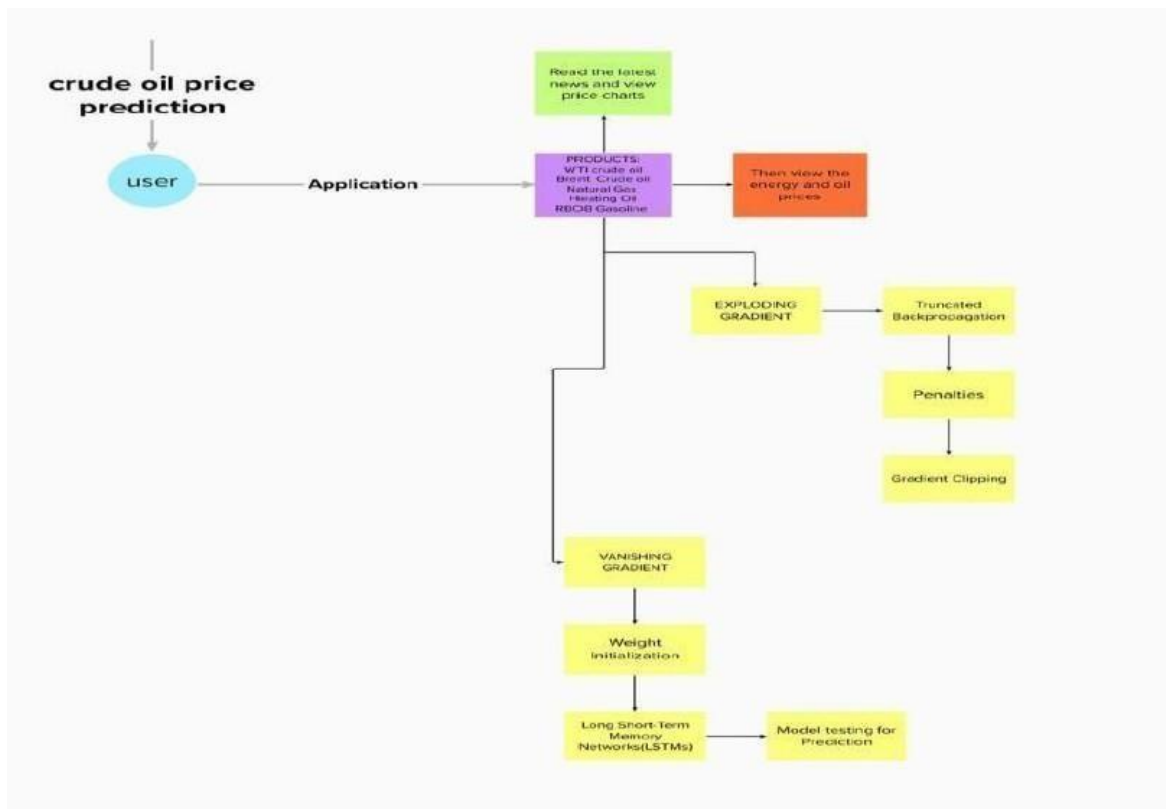 crude oil price
prediction
user
Application
Read the latest
news and view
price charts
PRODUCTS:
WTI crude oil
Brent Crude oil
Natural Gas
Heating Oil
RBOB Gasoline
Then view the
energy and oil
prices
EXPLODING
GRADIENT
Truncated
Backpropagation
Penalties
Gradient Clipping
VANISHING
GRADIENT
Weight
Initialization
Long Short-Term
Memory
Networks(LSTMs)
Model testing for
Prediction